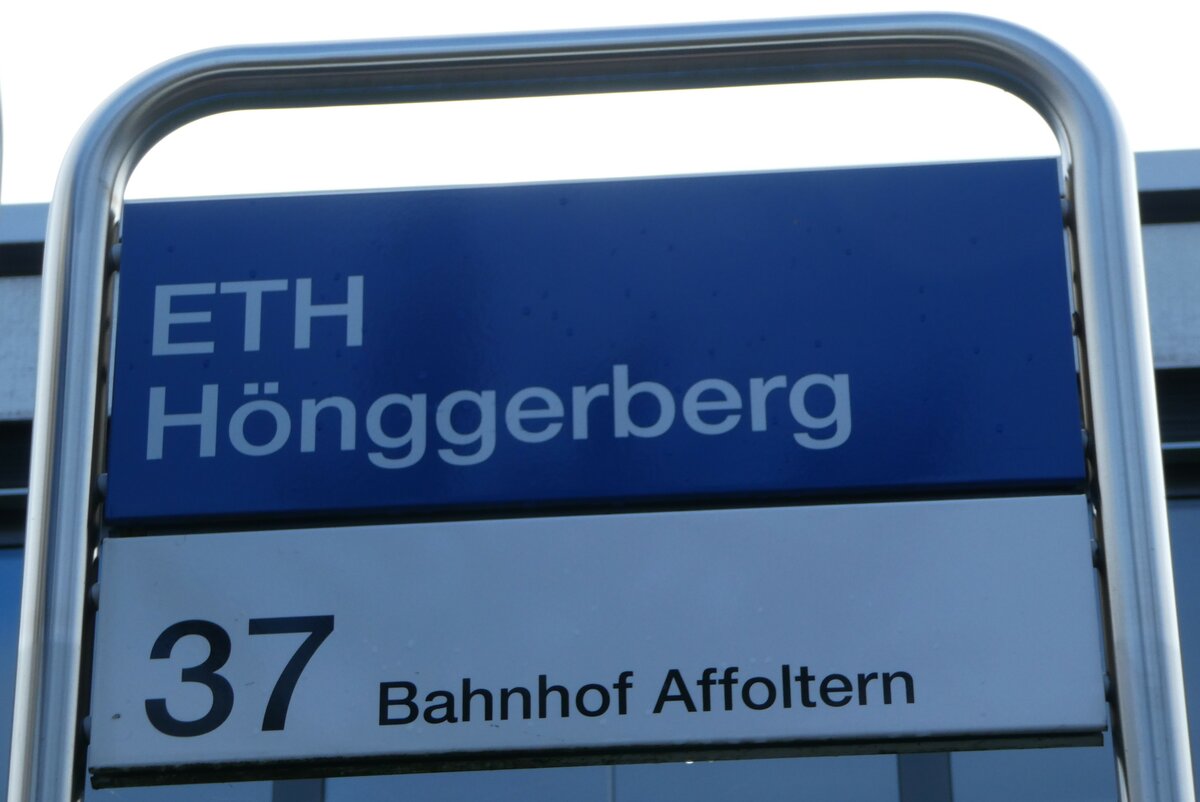 ETH
Hönggerberg
37 Bahnhof Affoltern